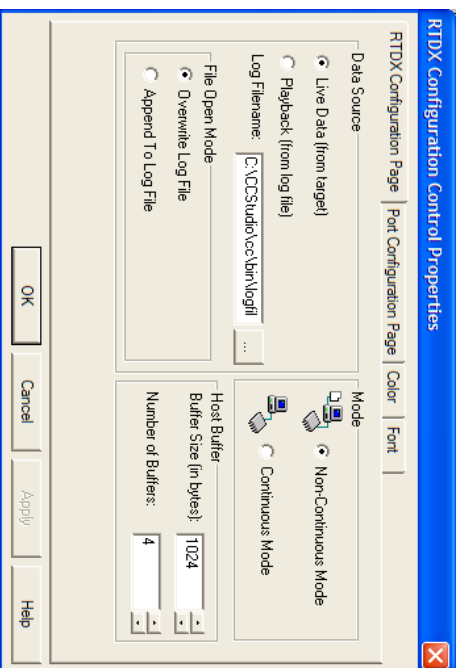 RTDX Configuration Control Properties
RTDX Configuration Page
Port Configuration Page
Color
Font
Data Source
Live Data (from target)
Playback (from log file)
Log Filename:
C:\CCStudio\cc\bin\logfil
...
File Open Mode
Overwrite Log File
Append To Log File
Mode
Non-Continuous Mode
Continuous Mode
Host Buffer
Buffer Size (in bytes):
1024
Number of Buffers:
4
OK
Cancel
Apply
Help